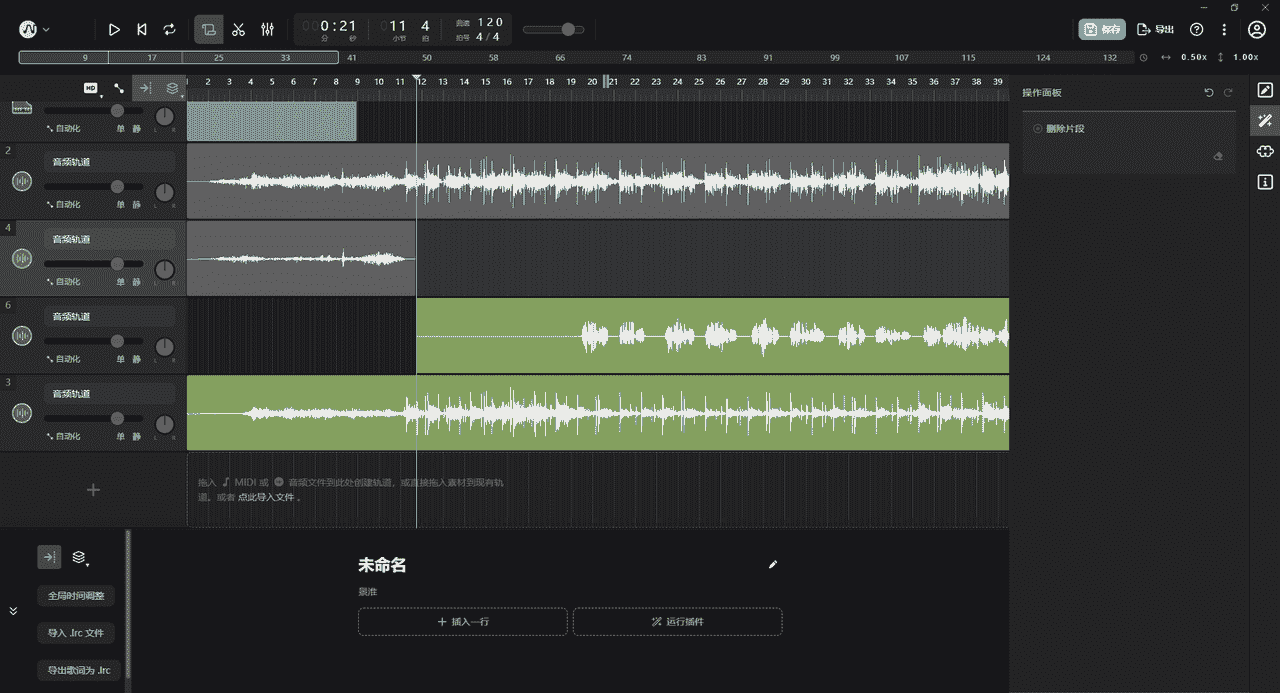 0:21
分 秒
11 4
小节 拍
曲速 120
拍号 4 / 4
保存
导出
9 17 25 33 41 50 58 66 74 83 91 99 107 115 124 132
0.50x
1.00x
HD
2 3 4 5 6 7 8 9 10 11 12 13 14 15 16 17 18 19 20 21 22 23 24 25 26 27 28 29 30 31 32 33 34 35 36 37 38 39
操作面板
删除片段
自动化 单 静 L R
2
音频轨道
自动化 单 静 L R
4
音频轨道
自动化 单 静 L R
6
音频轨道
自动化 单 静 L R
3
音频轨道
自动化 单 静 L R
拖入 MIDI 或 音频文件到此处创建轨道，或直接拖入素材到现有轨
道。或者 点此导入文件 。
全局时间调整
导入 .lrc 文件
导出歌词为 .lrc
未命名
插入一行
运行插件